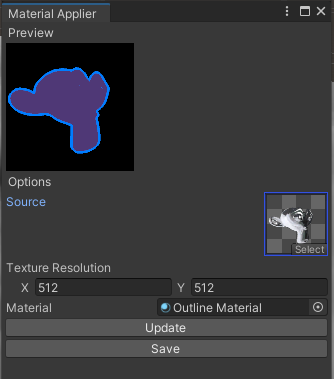 Material Applier
Preview
Options
Source
Select
Texture Resolution
X 512 Y 512
Material Outline Material
Update
Save